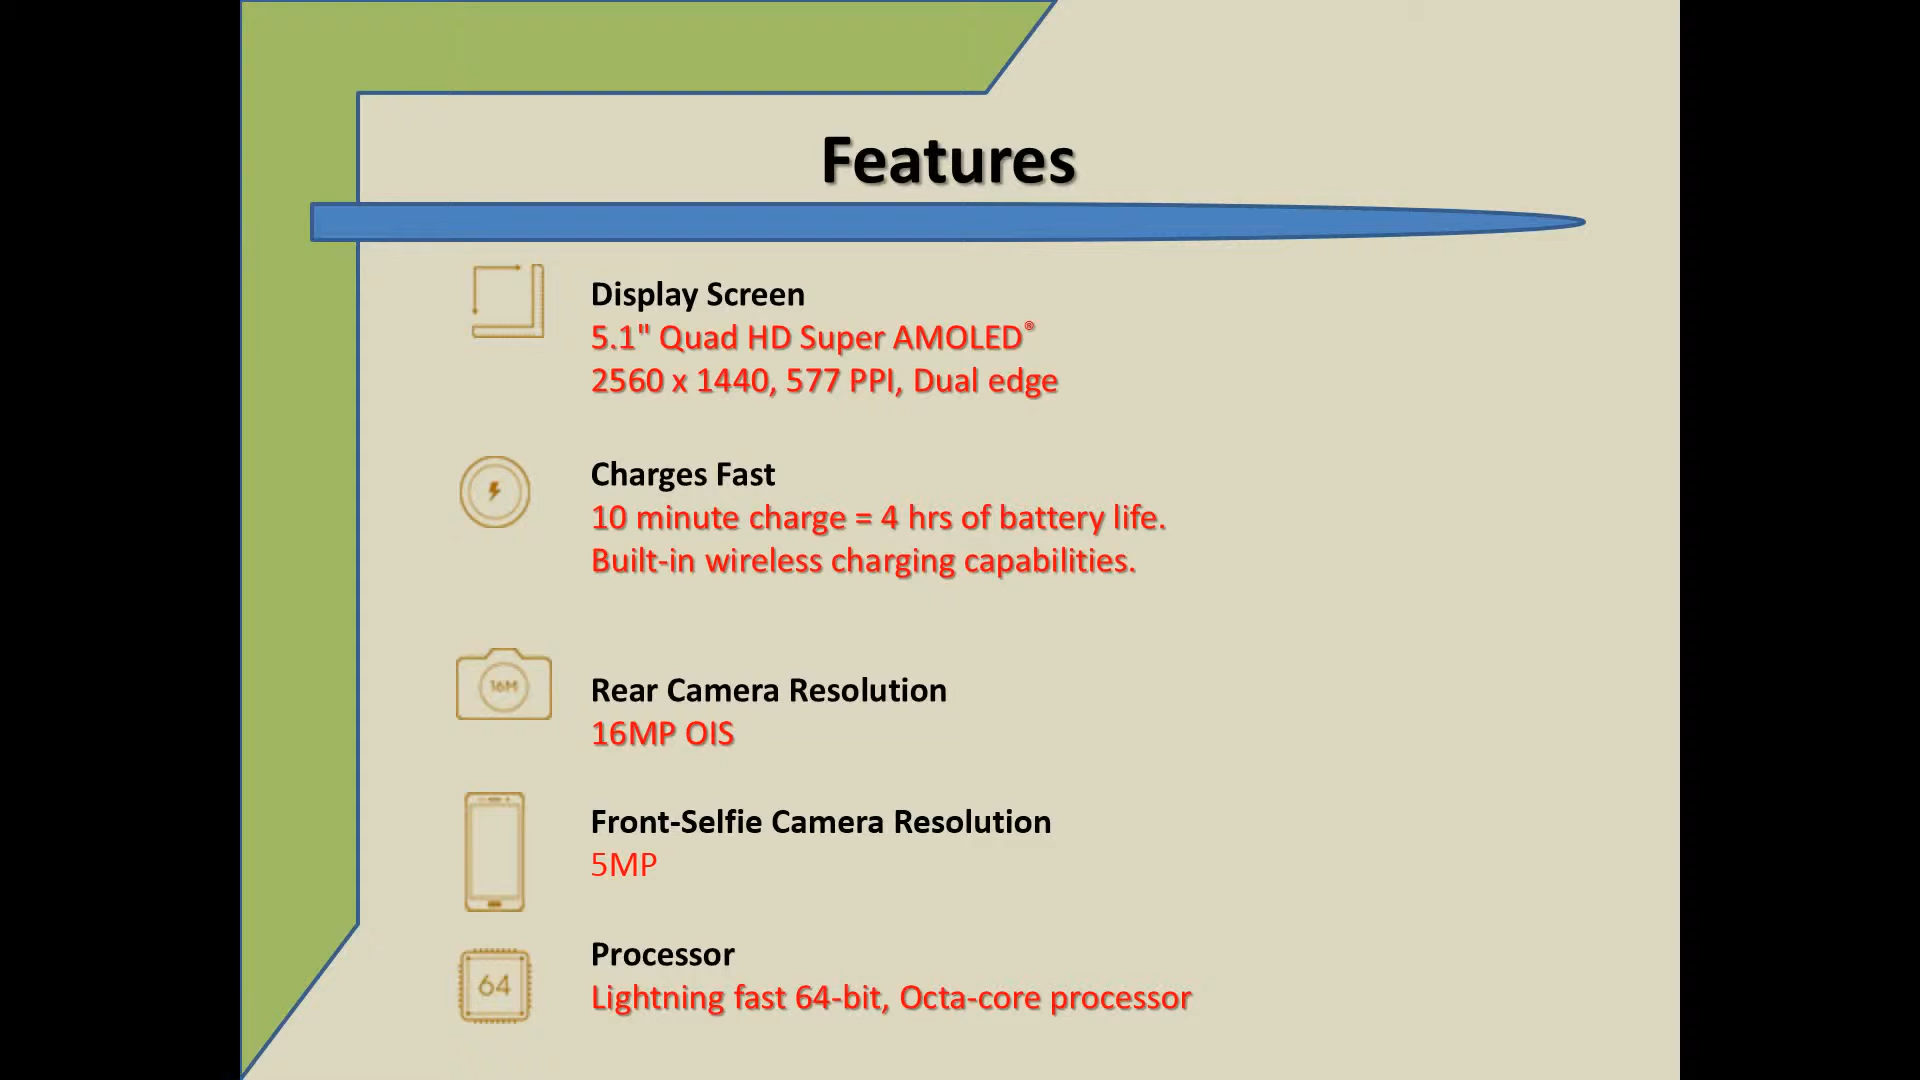 Features
Display Screen
5.1" Quad HD Super AMOLED®
2560 x 1440, 577 PPI, Dual edge
Charges Fast
10 minute charge = 4 hrs of battery life.
Built-in wireless charging capabilities.
16M
Rear Camera Resolution
16MP OIS
Front-Selfie Camera Resolution
5MP
Processor
64
Lightning fast 64-bit, Octa-core processor